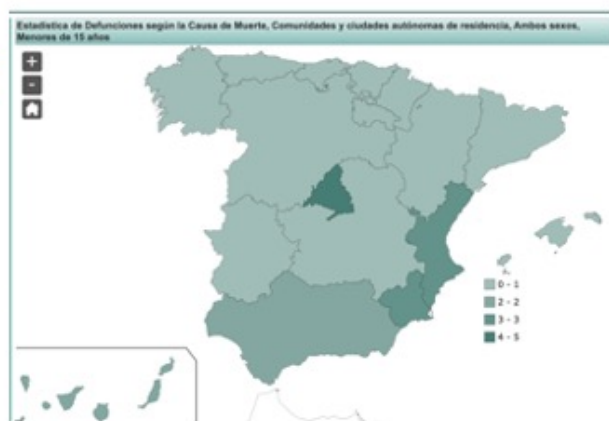 Estadística de Defunciones según la Causa de Muerte, Comunidades y ciudades autónomas de residencia, Ambos sexos,
Menores de 15 años
+
-
0 - 1
2 - 2
3 - 3
4 - 5